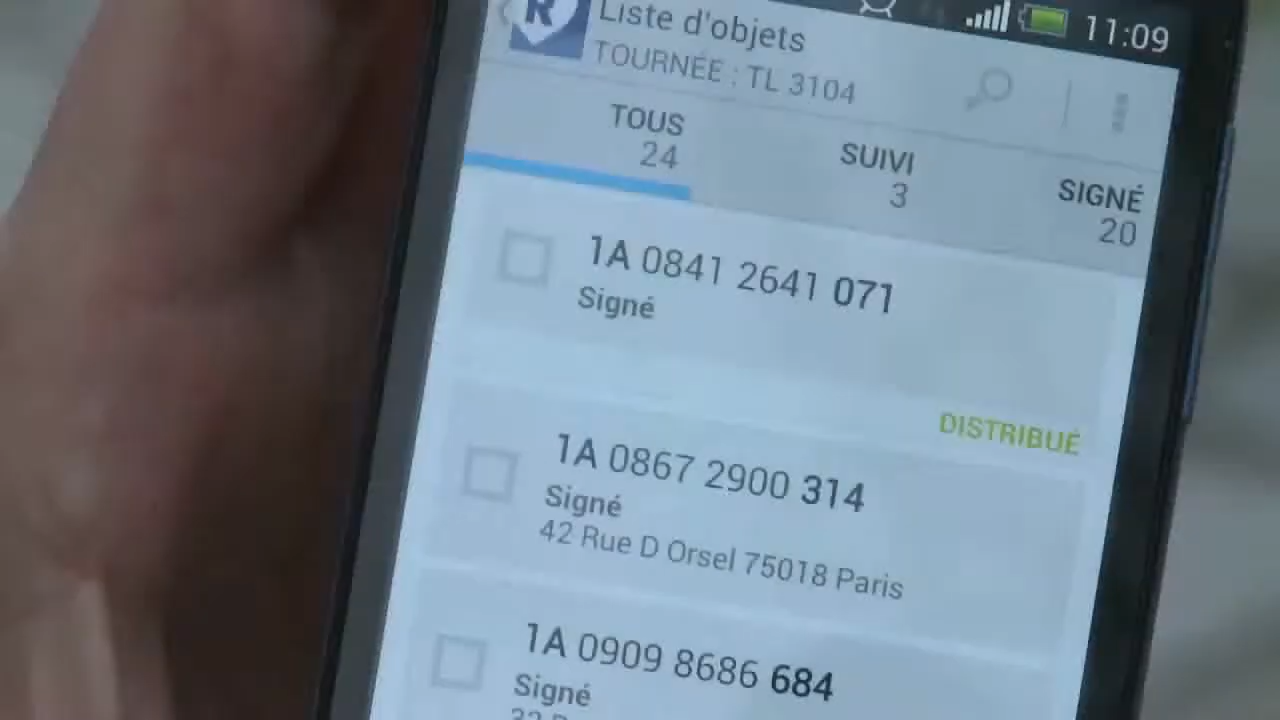 11:09
R
Liste d'objets
TOURNÉE : TL 3104
TOUS
24
SUIVI
3
SIGNÉ
20
1A 0841 2641 071
Signé
DISTRIBUÉ
1A 0867 2900 314
Signé
42 Rue D Orsel 75018 Paris
1A 0909 8686 684
Signé